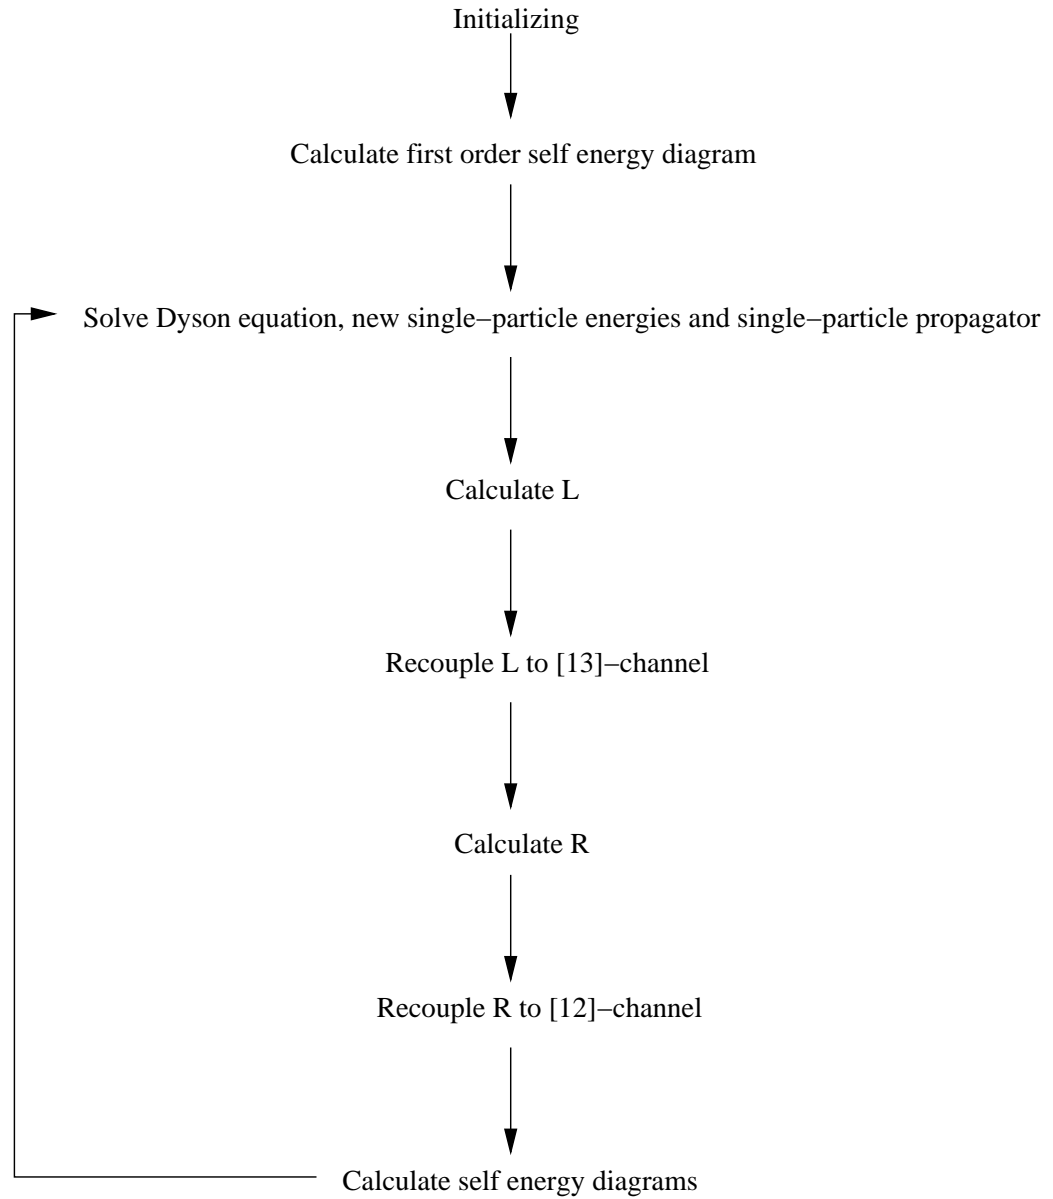 Initializing
Calculate first order self energy diagram
Solve Dyson equation, new single−particle energies and single−particle propagator
Calculate L
Recouple L to [13]−channel
Calculate R
Recouple R to [12]−channel
Calculate self energy diagrams